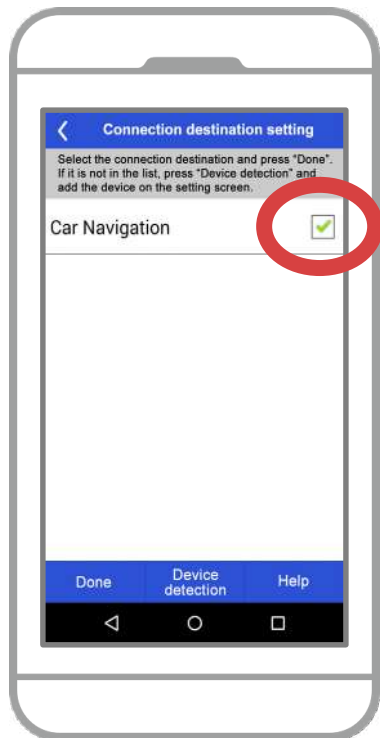 Connection destination setting
Select the connection destination and press "Done".
If it is not in the list, press "Device detection" and
add the device on the setting screen.
Car Navigation
Done
Device
detection
Help